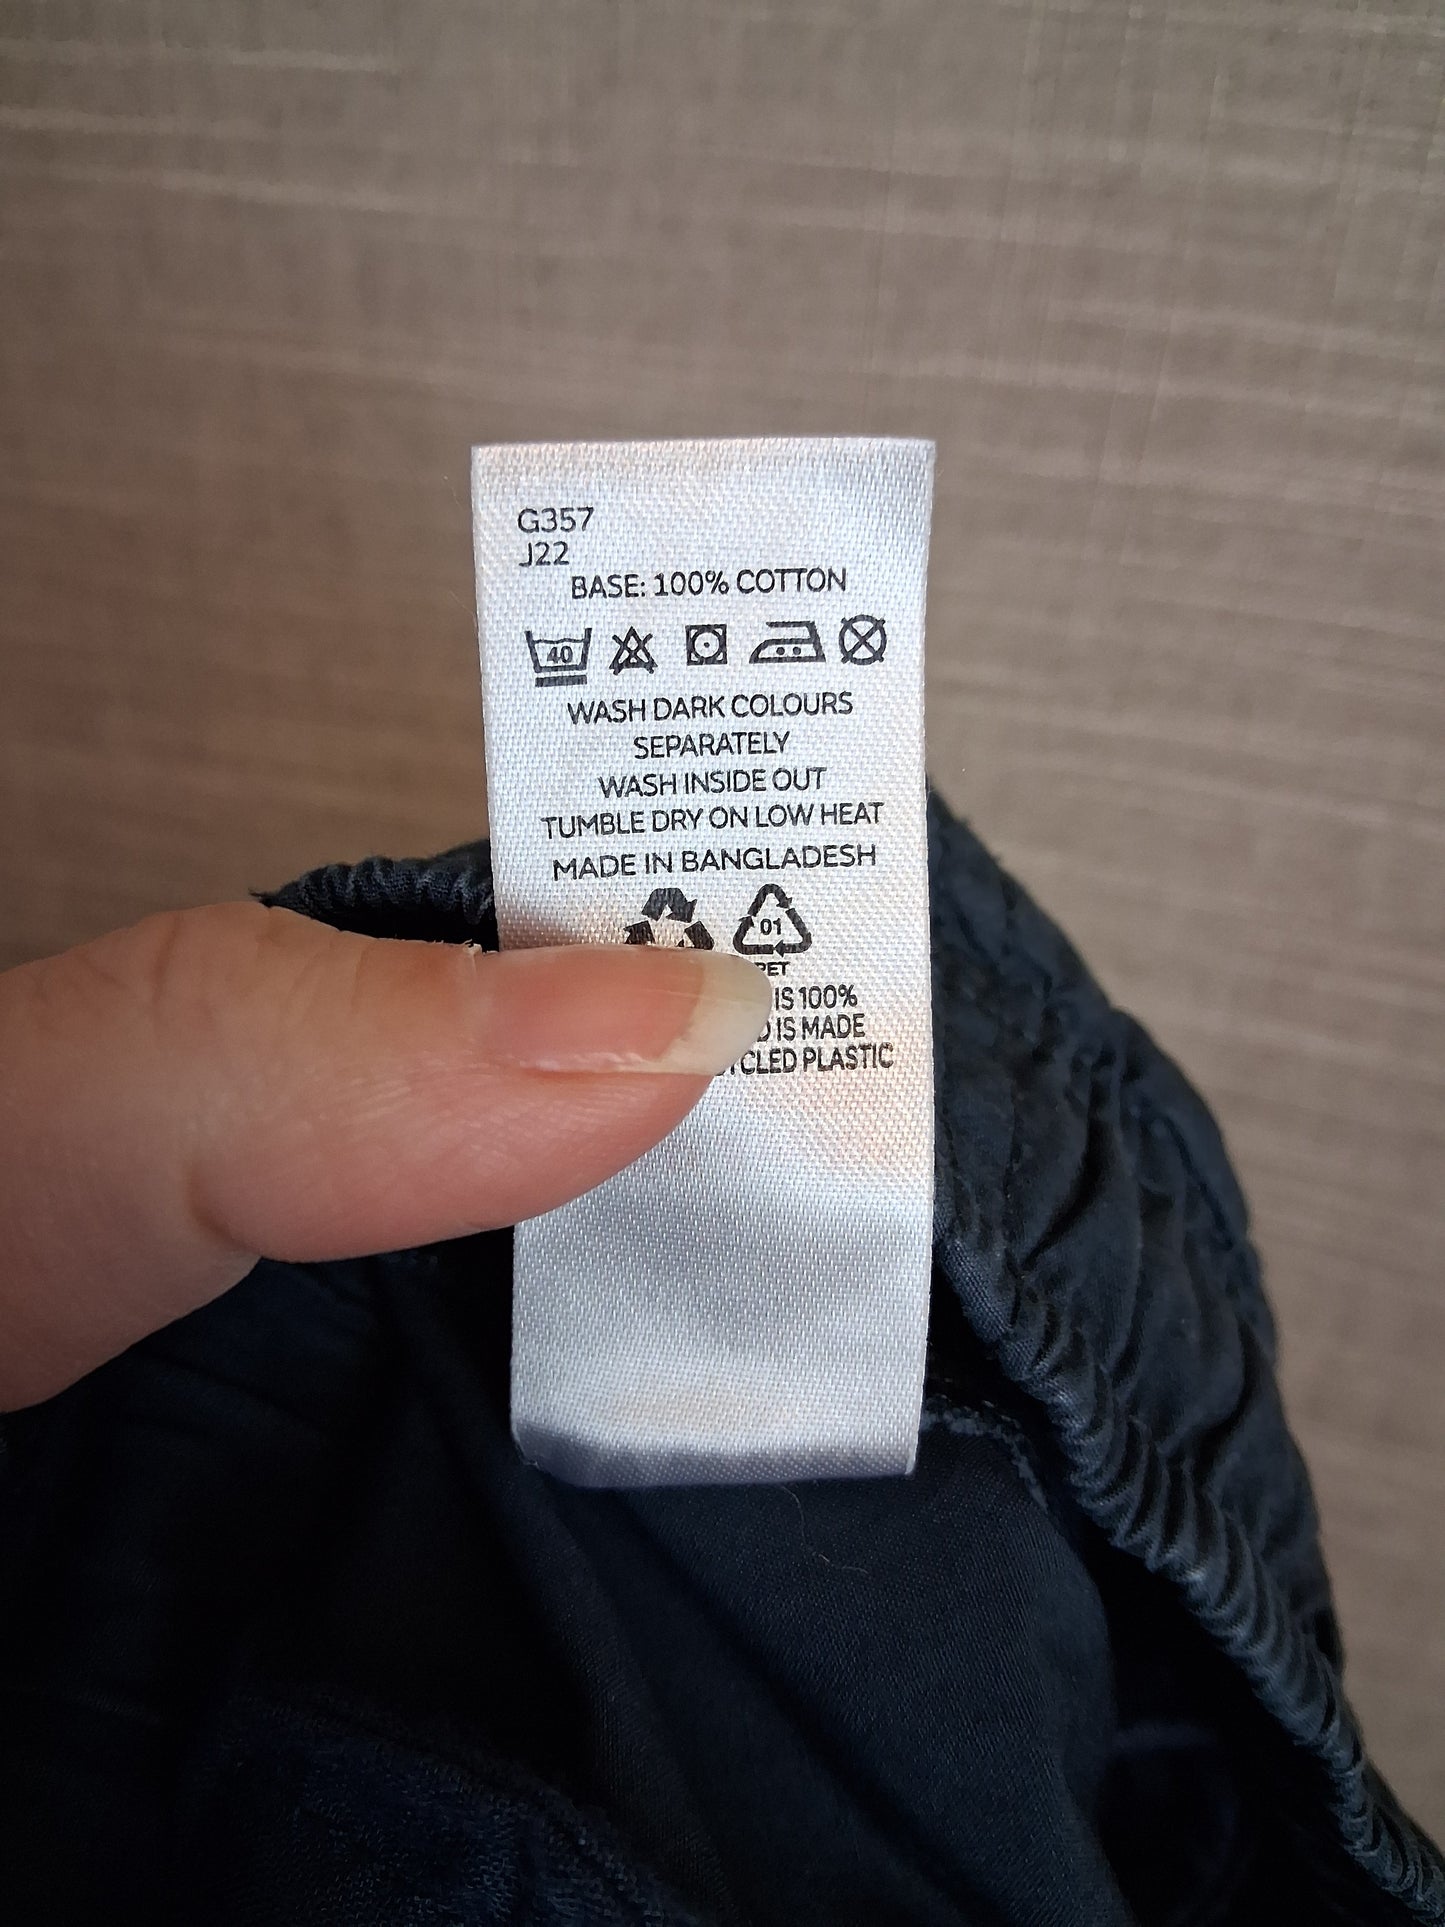 G357
J22
BASE: 100% COTTON
40
WASH DARK COLOURS
SEPARATELY
WASH INSIDE OUT
TUMBLE DRY ON LOW HEAT
MADE IN BANGLADESH
01
PET
IS 100%
IS MADE
PLASTIC